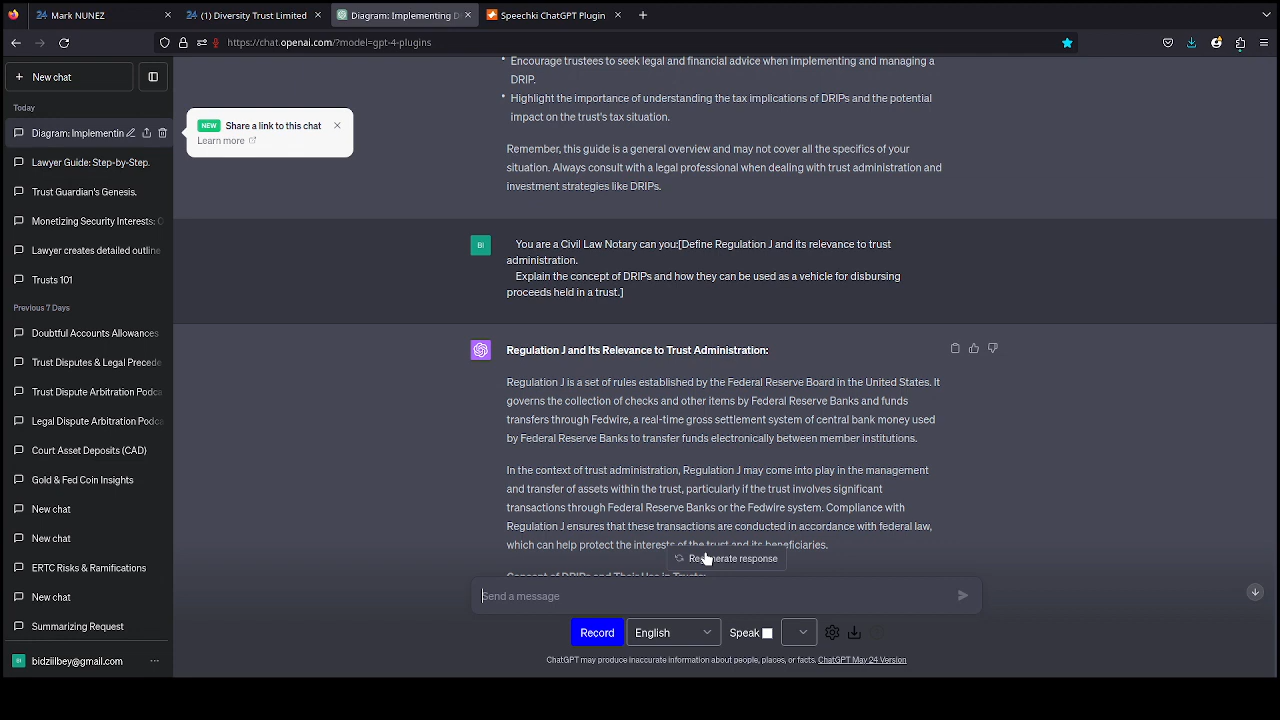 Mark NUNEZ
(1) Diversity Trust Limited
Diagram: Implementing D
Speechki ChatGPT Plugin
https://chat.openai.com/?model=gpt-4-plugins
New chat
Today
Diagram: Implementin
Lawyer Guide: Step-by-Step.
Trust Guardian's Genesis.
Monetizing Security Interests: C
Lawyer creates detailed outline
Trusts 101
Previous 7 Days
Doubtful Accounts Allowances
Trust Disputes & Legal Precede
Trust Dispute Arbitration Podca
Legal Dispute Arbitration Podca
Court Asset Deposits (CAD)
Gold & Fed Coin Insights
New chat
New chat
ERTC Risks & Ramifications
New chat
Summarizing Request
bidziilbey@gmail.com
NEW Share a link to this chat
Learn more
• Encourage trustees to seek legal and financial advice when implementing and managing a
DRIP.
• Highlight the importance of understanding the tax implications of DRIPs and the potential
impact on the trust's tax situation.
Remember, this guide is a general overview and may not cover all the specifics of your
situation. Always consult with a legal professional when dealing with trust administration and
investment strategies like DRIPs.
BI
You are a Civil Law Notary can you:[Define Regulation J and its relevance to trust
administration.
Explain the concept of DRIPs and how they can be used as a vehicle for disbursing
proceeds held in a trust.]
Regulation J and Its Relevance to Trust Administration:
Regulation J is a set of rules established by the Federal Reserve Board in the United States. It
governs the collection of checks and other items by Federal Reserve Banks and funds
transfers through Fedwire, a real-time gross settlement system of central bank money used
by Federal Reserve Banks to transfer funds electronically between member institutions.
In the context of trust administration, Regulation J may come into play in the management
and transfer of assets within the trust, particularly if the trust involves significant
transactions through Federal Reserve Banks or the Fedwire system. Compliance with
Regulation J ensures that these transactions are conducted in accordance with federal law,
which can help protect the interests of the trust and its beneficiaries.
Regenerate response
Concept of DRIPs and Their Use in Trusts:
Send a message
Record
English
Speak
ChatGPT may produce inaccurate information about people, places, or facts. ChatGPT May 24 Version
BI